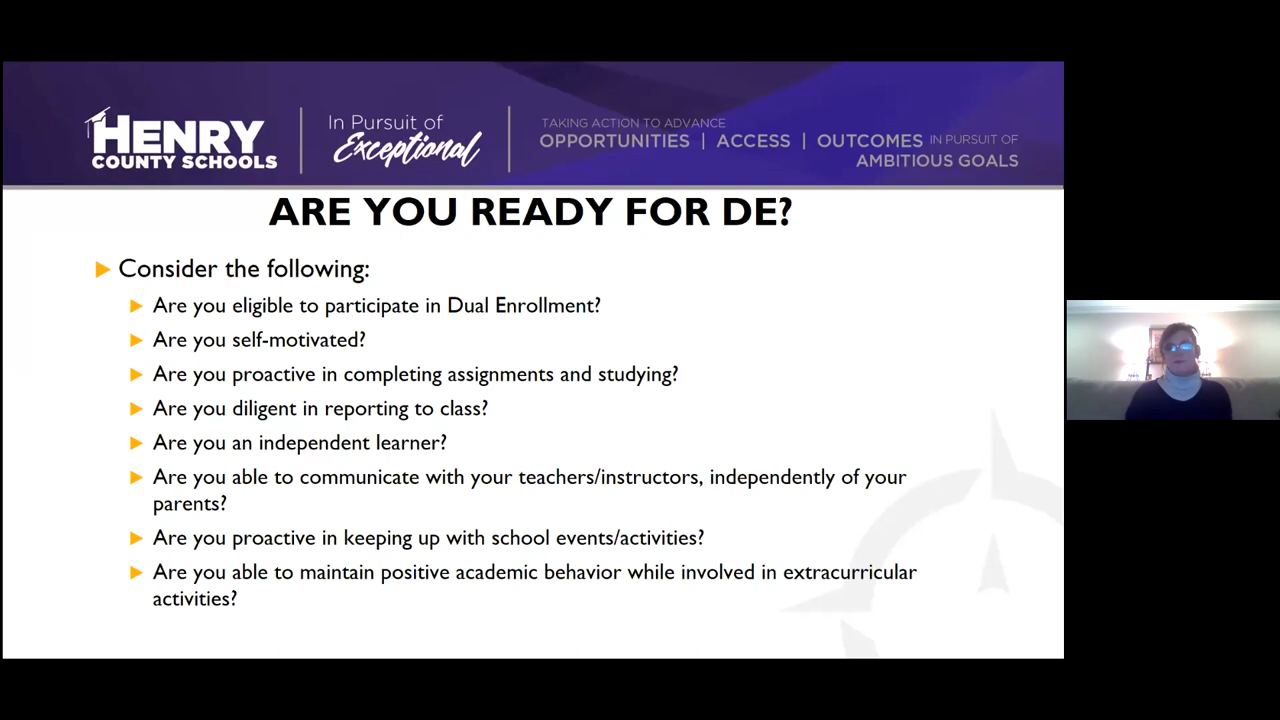 HENRY
COUNTY SCHOOLS
In Pursuit of
Exceptional
TAKING ACTION TO ADVANCE
OPPORTUNITIES | ACCESS | OUTCOMES IN PURSUIT OF
AMBITIOUS GOALS
ARE YOU READY FOR DE?
Consider the following:
Are you eligible to participate in Dual Enrollment?
Are you self-motivated?
Are you proactive in completing assignments and studying?
Are you diligent in reporting to class?
Are you an independent learner?
Are you able to communicate with your teachers/instructors, independently of your
parents?
Are you proactive in keeping up with school events/activities?
Are you able to maintain positive academic behavior while involved in extracurricular
activities?